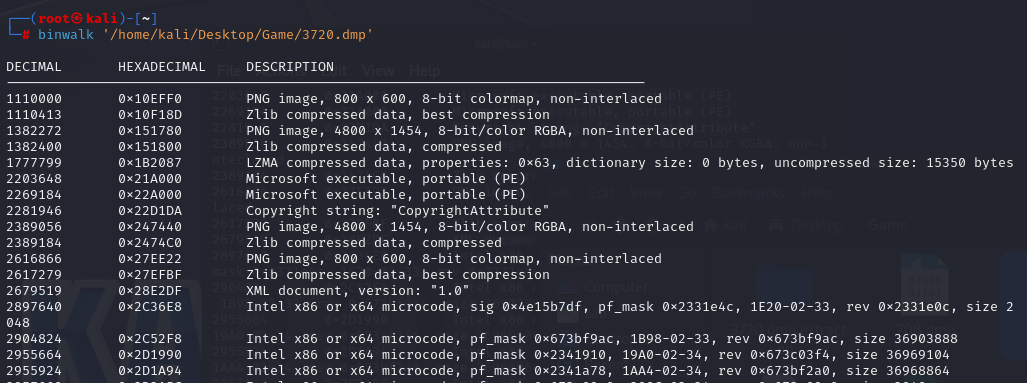 ┌──(root㉿kali)-[~]
└─# binwalk '/home/kali/Desktop/Game/3720.dmp'
DECIMAL HEXADECIMAL DESCRIPTION
1110000 0×10EFF0 PNG image, 800 x 600, 8-bit colormap, non-interlaced
1110413 0×10F18D Zlib compressed data, best compression
1382272 0×151780 PNG image, 4800 x 1454, 8-bit/color RGBA, non-interlaced
1382400 0×151800 Zlib compressed data, compressed
1777799 0×1B2087 LZMA compressed data, properties: 0×63, dictionary size: 0 bytes, uncompressed size: 15350 bytes
2203648 0×21A000 Microsoft executable, portable (PE)
2269184 0×22A000 Microsoft executable, portable (PE)
2281946 0×22D1DA Copyright string: "CopyrightAttribute"
2389056 0×247440 PNG image, 4800 x 1454, 8-bit/color RGBA, non-interlaced
2389184 0×2474C0 Zlib compressed data, compressed
2616866 0×27EE22 PNG image, 800 x 600, 8-bit colormap, non-interlaced
2617279 0×27EFBF Zlib compressed data, best compression
2679519 0×28E2DF XML document, version: "1.0"
2897640 0×2C36E8 Intel x86 or x64 microcode, sig 0×4e15b7df, pf_mask 0×2331e4c, 1E20-02-33, rev 0×2331e0c, size 2
048
2904824 0×2C52F8 Intel x86 or x64 microcode, pf_mask 0×673bf9ac, 1B98-02-33, rev 0×673bf9ac, size 36903888
2955664 0×2D1990 Intel x86 or x64 microcode, pf_mask 0×2341910, 19A0-02-34, rev 0×673c03f4, size 36969104
2955924 0×2D1A94 Intel x86 or x64 microcode, pf_mask 0×2341a78, 1AA4-02-34, rev 0×673bf2a0, size 36968864